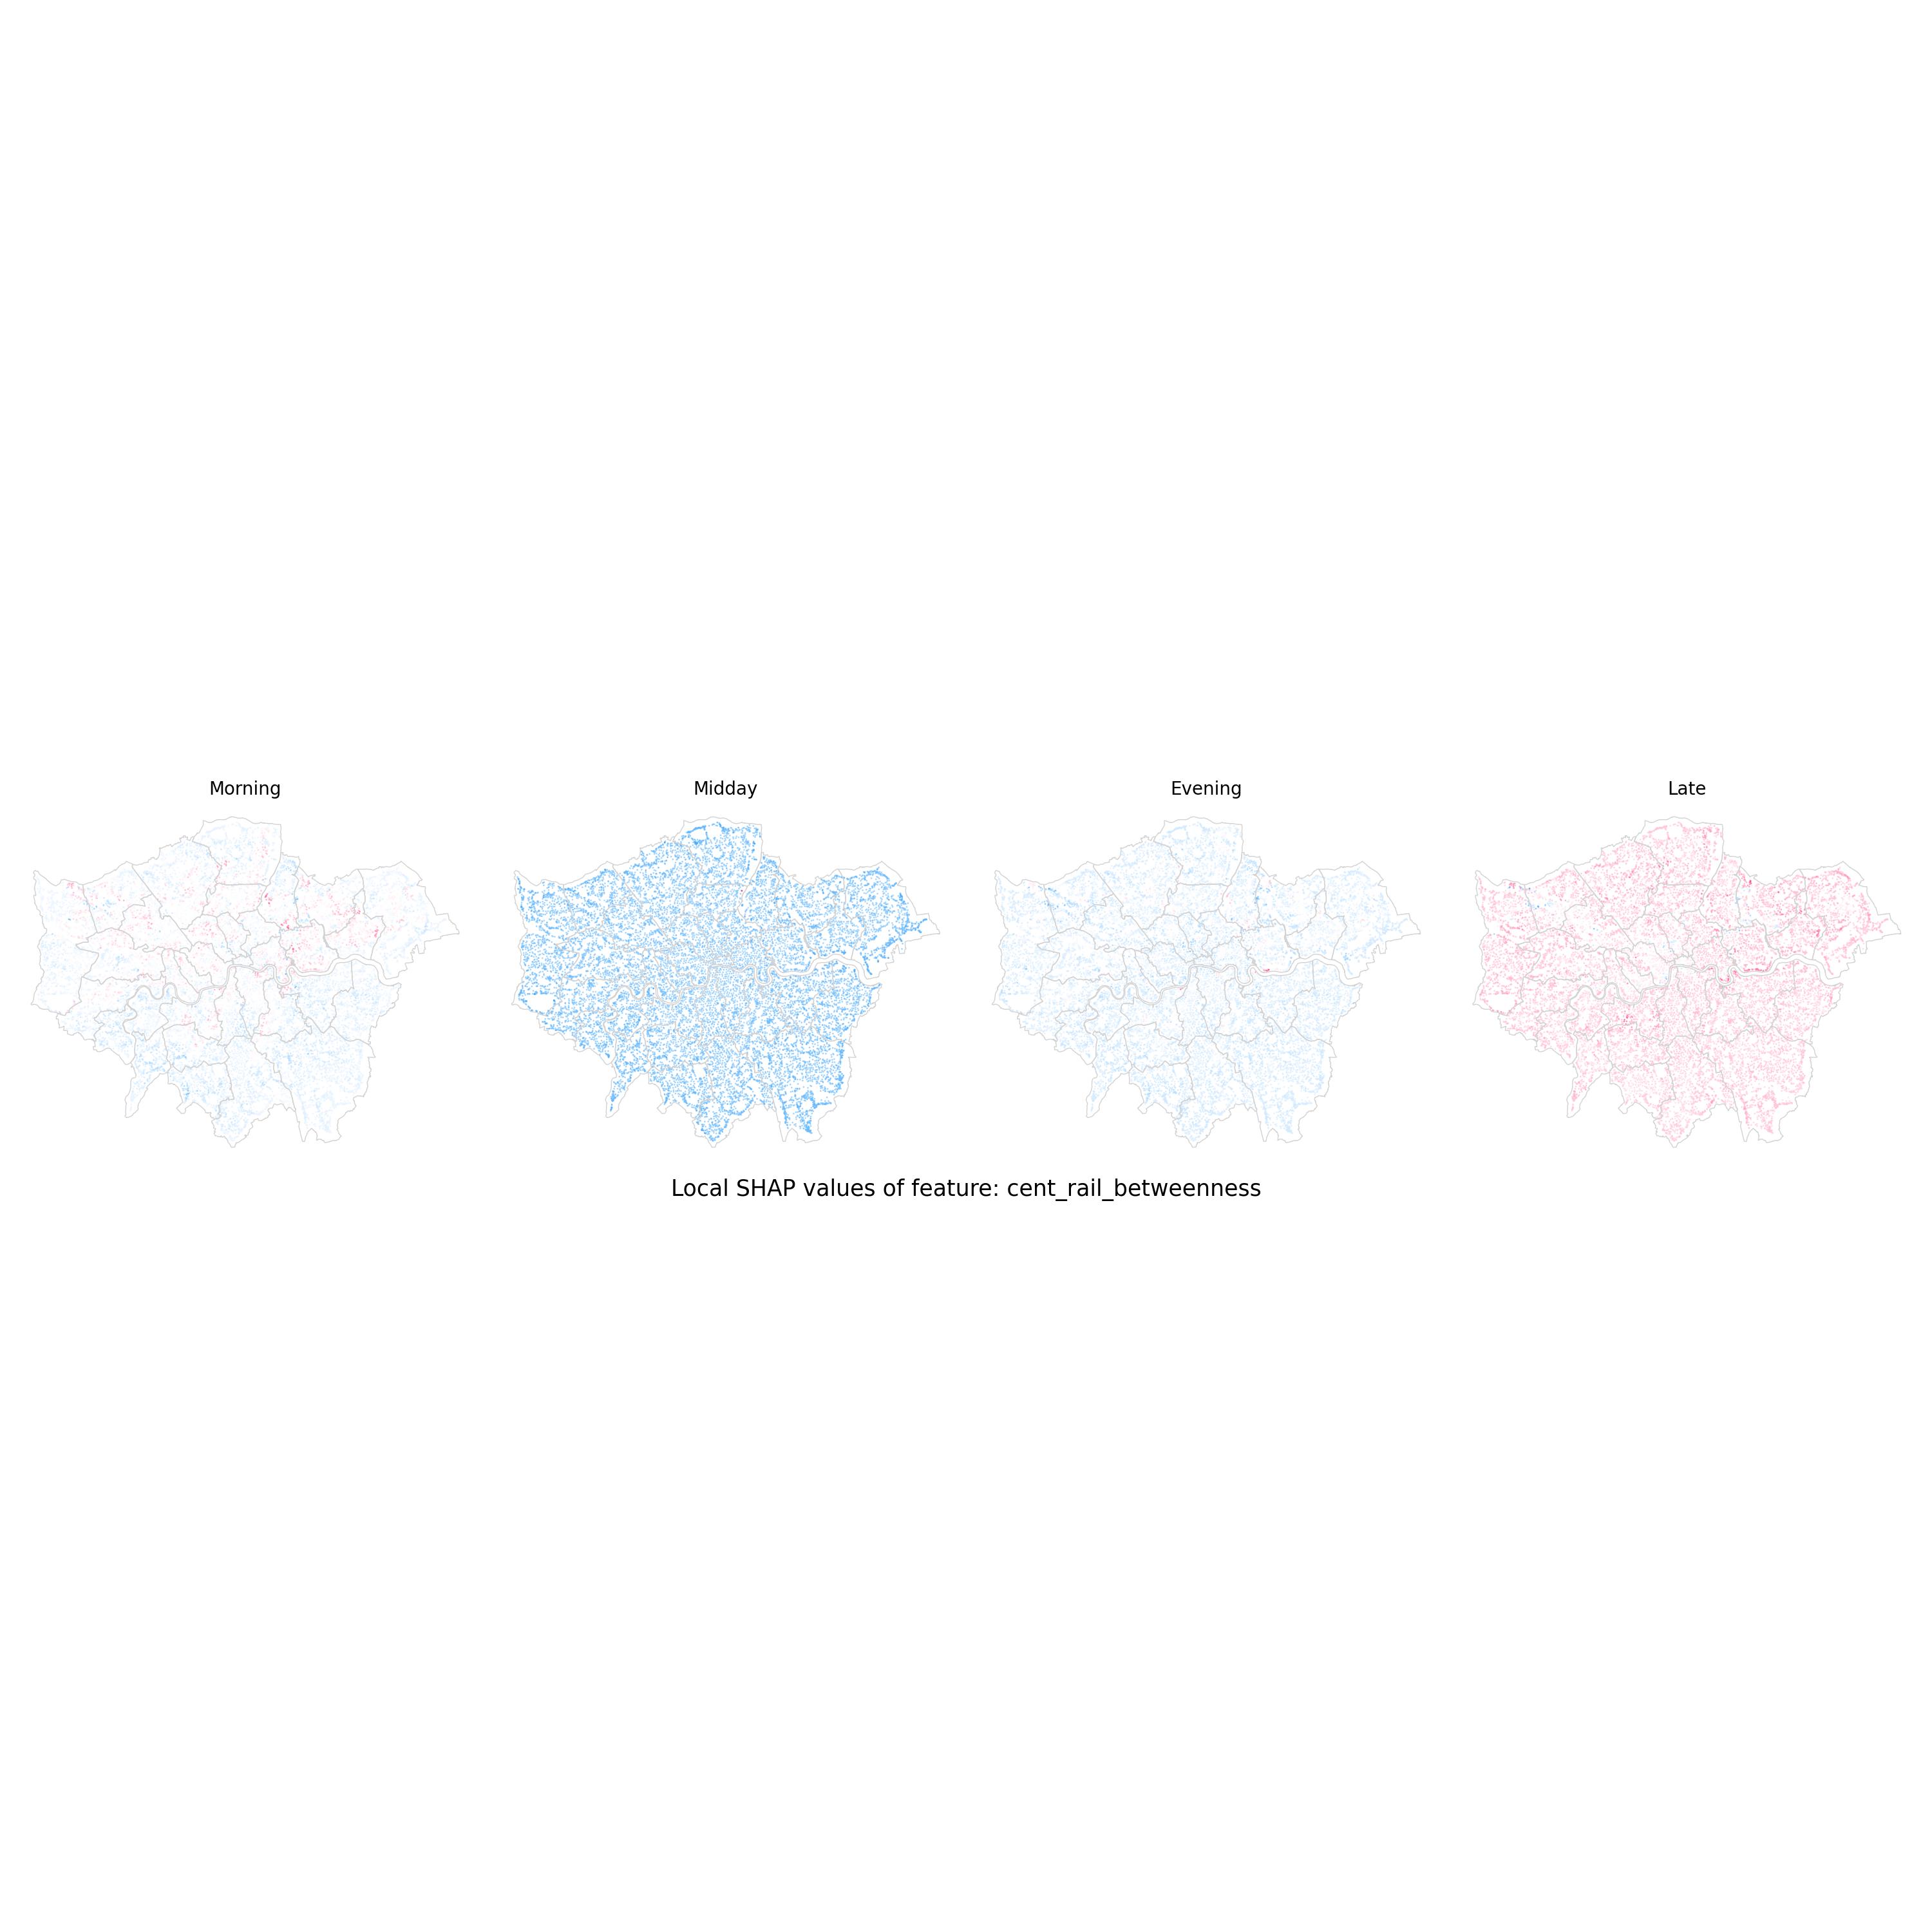 Morning
Midday
Evening
Late
Local SHAP values of feature: cent_rail_betweenness